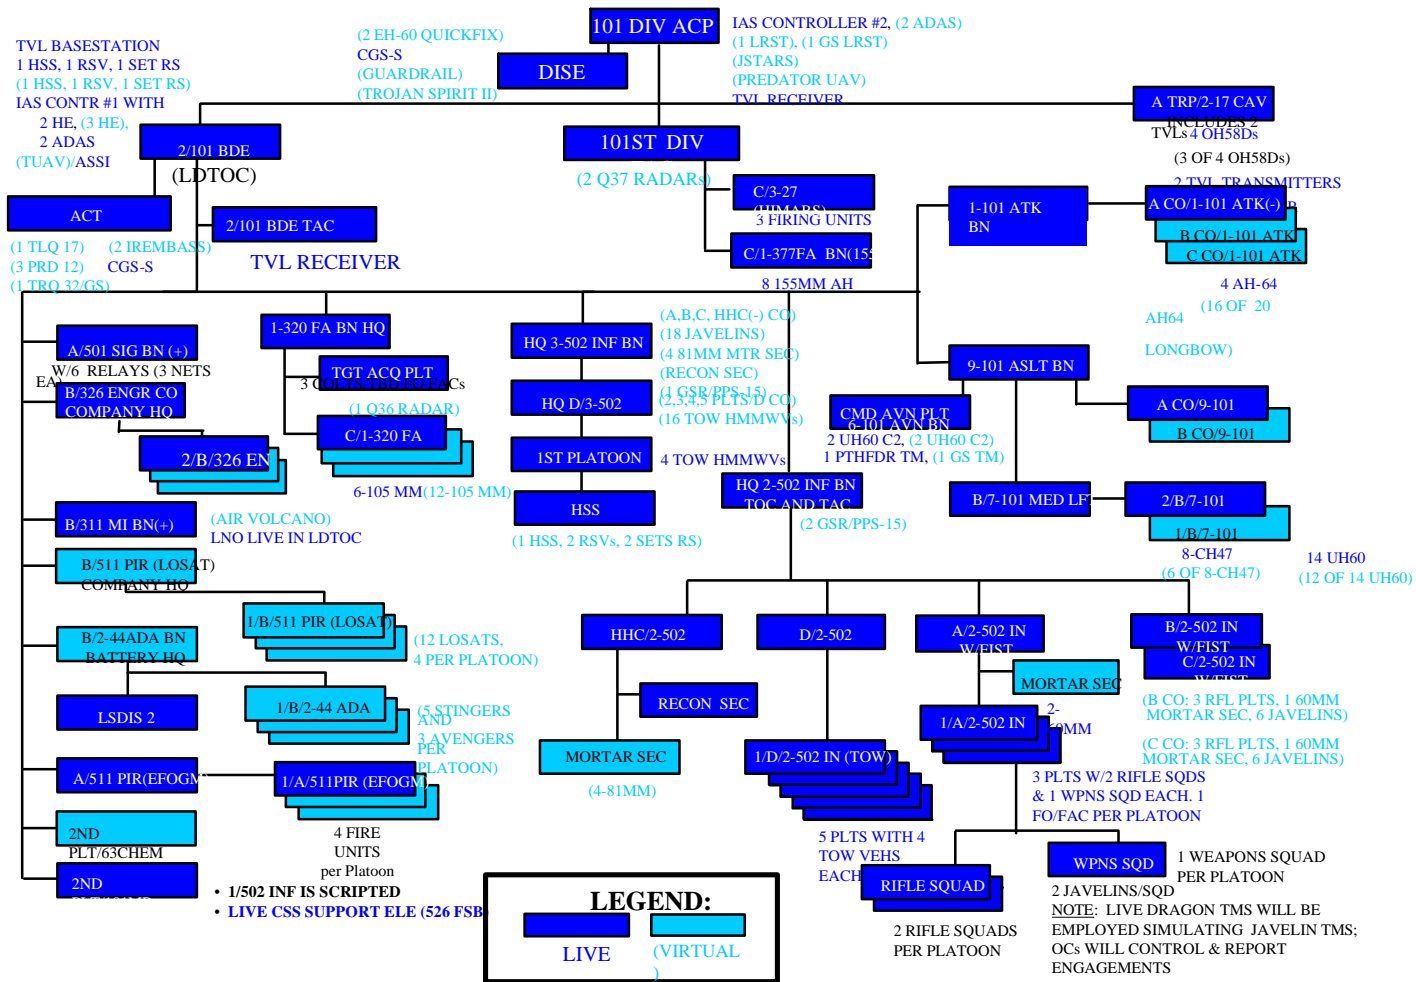 101 DIV ACP
IAS CONTROLLER #2, (2 ADAS)
(1 LRST), (1 GS LRST)
(JSTARS)
(PREDATOR UAV)
TVL RECEIVER
(2 EH-60 QUICKFIX)
CGS-S
(GUARDRAIL)
(TROJAN SPIRIT II)
DISE
TVL BASESTATION
1 HSS, 1 RSV, 1 SET RS
(1 HSS, 1 RSV, 1 SET RS)
IAS CONTR #1 WITH
2 HE, (3 HE),
2 ADAS
(TUAV)/ASSI
2/101 BDE
(LDTOC)
101ST DIV
(2 Q37 RADARs)
A TRP/2-17 CAV
INCLUDES 2
TVLs 4 OH58Ds
(3 OF 4 OH58Ds)
2 TVL TRANSMITTERS
ACT
(1 TLQ 17) (2 IREMBASS)
(3 PRD 12) CGS-S
(1 TRQ 32/GS)
2/101 BDE TAC
TVL RECEIVER
C/3-27
(HIMARS)
3 FIRING UNITS
C/1-377FA BN(155
8 155MM AH
1-101 ATK
BN
A CO/1-101 ATK(-)
B CO/1-101 ATK
C CO/1-101 ATK
4 AH-64
(16 OF 20
AH64
LONGBOW)
A/501 SIG BN (+)
W/6 RELAYS (3 NETS
EA)
B/326 ENGR CO
COMPANY HQ
2/B/326 EN
1-320 FA BN HQ
TGT ACQ PLT
3 COLTS/TBD FO FACs
(1 Q36 RADAR)
C/1-320 FA
6-105 MM(12-105 MM)
HQ 3-502 INF BN
(A,B,C, HHC(-) CO)
(18 JAVELINS)
(4 81MM MTR SEC)
(RECON SEC)
(1 GSR/PPS-15)
HQ D/3-502
(2,3,4,5 PLTS/D CO)
(16 TOW HMMWVs)
1ST PLATOON
4 TOW HMMWVs
HSS
(1 HSS, 2 RSVs, 2 SETS RS)
9-101 ASLT BN
CMD AVN PLT
6-101 AVN BN
2 UH60 C2, (2 UH60 C2)
1 PTHFDR TM, (1 GS TM)
A CO/9-101
B CO/9-101
HQ 2-502 INF BN
TOC AND TAC
(2 GSR/PPS-15)
B/7-101 MED LFT
2/B/7-101
1/B/7-101
8-CH47
(6 OF 8-CH47)
14 UH60
(12 OF 14 UH60)
B/311 MI BN(+)
(AIR VOLCANO)
LNO LIVE IN LDTOC
B/511 PIR (LOSAT)
COMPANY HQ
1/B/511 PIR (LOSAT)
(12 LOSATS,
4 PER PLATOON)
B/2-44ADA BN
BATTERY HQ
LSDIS 2
1/B/2-44 ADA
(5 STINGERS
AND
3 AVENGERS
PER
PLATOON)
A/511 PIR(EFOGM)
1/A/511PIR (EFOGM)
4 FIRE
UNITS
per Platoon
2ND
PLT/63CHEM
2ND
• 1/502 INF IS SCRIPTED
• LIVE CSS SUPPORT ELE (526 FSB
HHC/2-502
RECON SEC
MORTAR SEC
(4-81MM)
D/2-502
1/D/2-502 IN (TOW)
5 PLTS WITH 4
TOW VEHS
EACH
A/2-502 IN
W/FIST
MORTAR SEC
2-
60MM
1/A/2-502 IN
3 PLTS W/2 RIFLE SQDS
& 1 WPNS SQD EACH. 1
FO/FAC PER PLATOON
B/2-502 IN
W/FIST
C/2-502 IN
W/FIST
(B CO: 3 RFL PLTS, 1 60MM
MORTAR SEC, 6 JAVELINS)
(C CO: 3 RFL PLTS, 1 60MM
MORTAR SEC, 6 JAVELINS)
RIFLE SQUAD
2 RIFLE SQUADS
PER PLATOON
WPNS SQD
1 WEAPONS SQUAD
PER PLATOON
2 JAVELINS/SQD
NOTE: LIVE DRAGON TMS WILL BE
EMPLOYED SIMULATING JAVELIN TMS;
OCs WILL CONTROL & REPORT
ENGAGEMENTS
LEGEND:
LIVE
(VIRTUAL
)